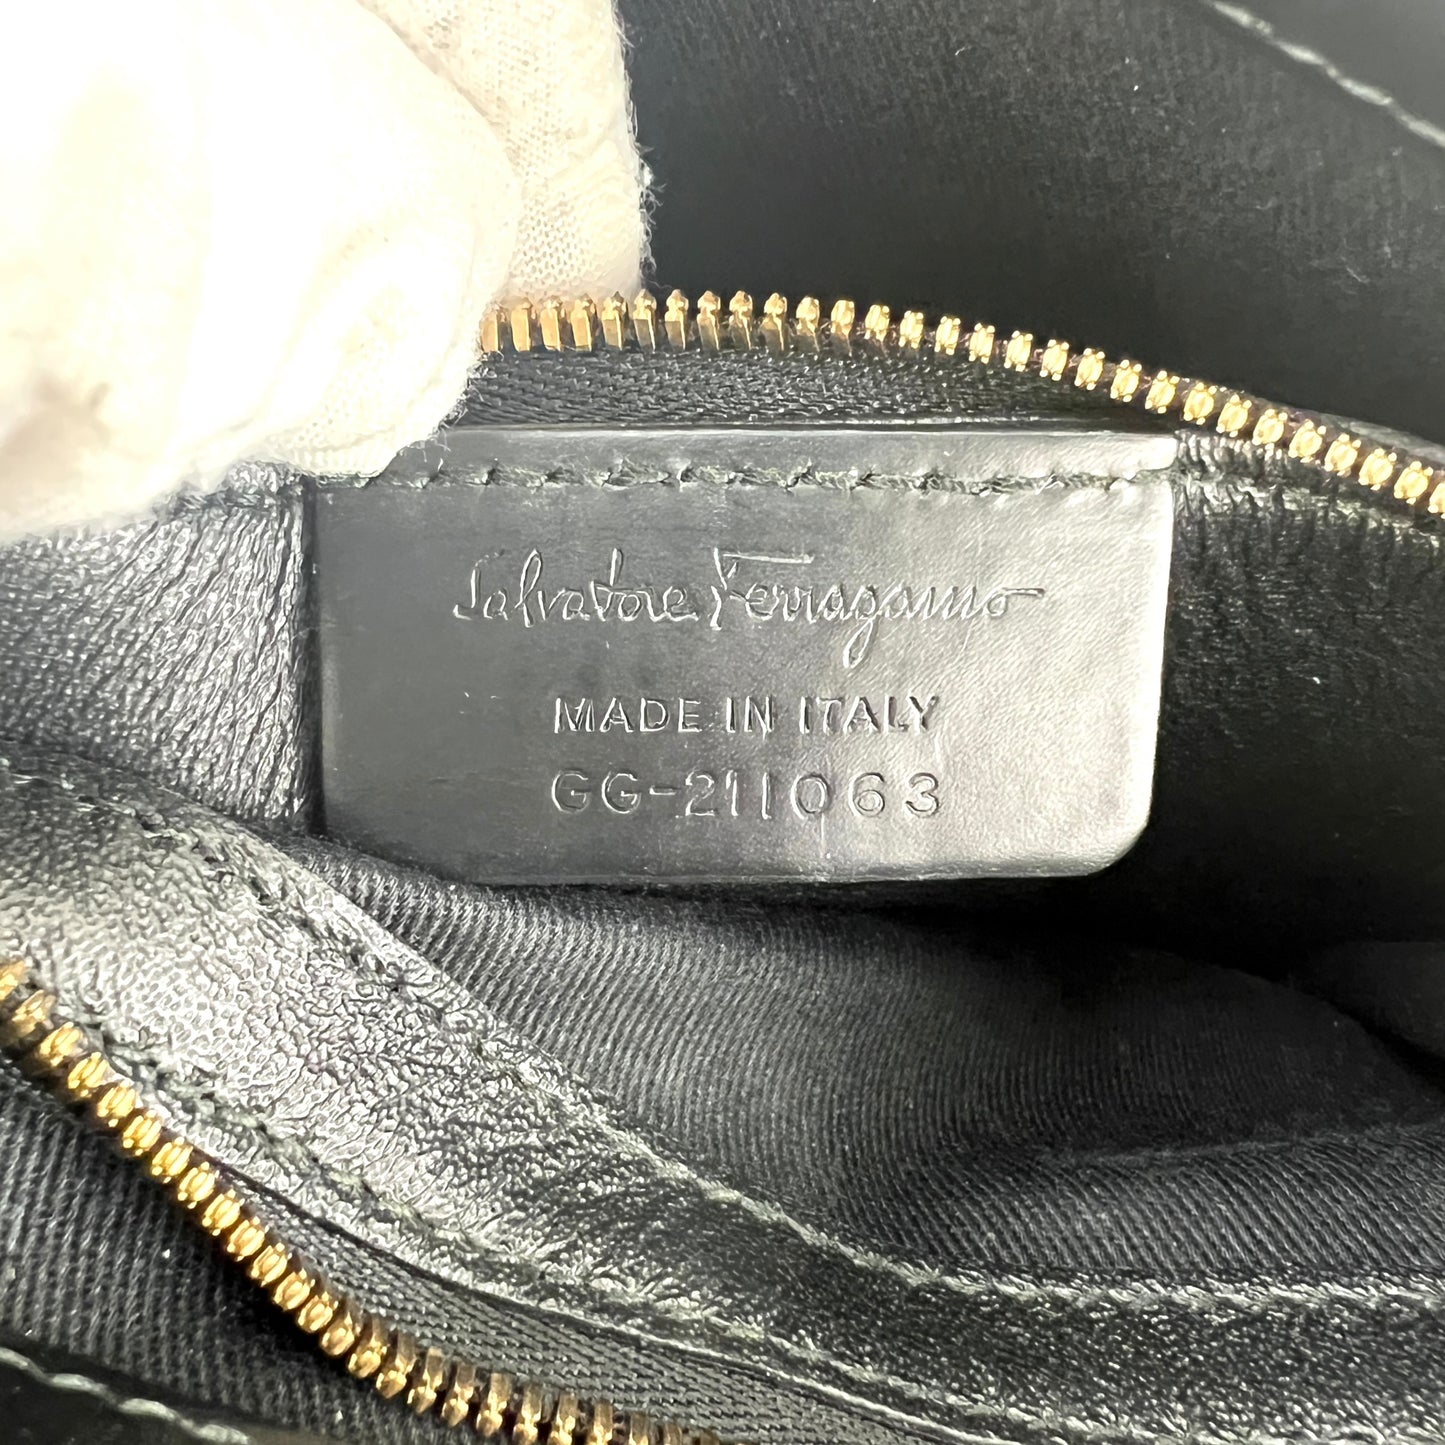 Salvatore Ferragamo
MADE IN ITALY
GG-211063